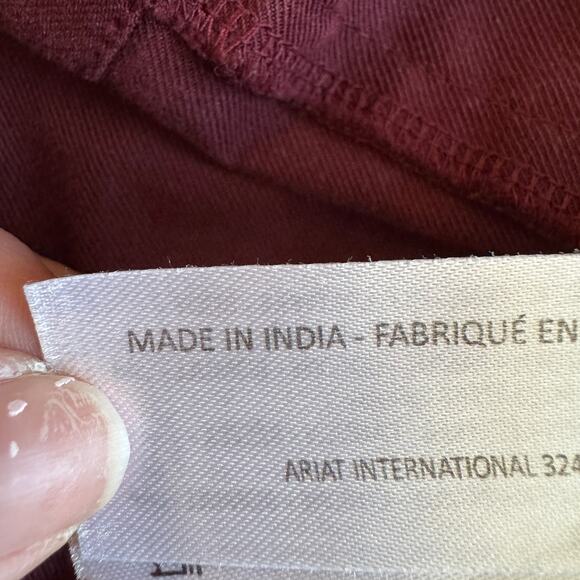 MADE IN INDIA - FABRIQUÉ EN
ARIAT INTERNATIONAL 324